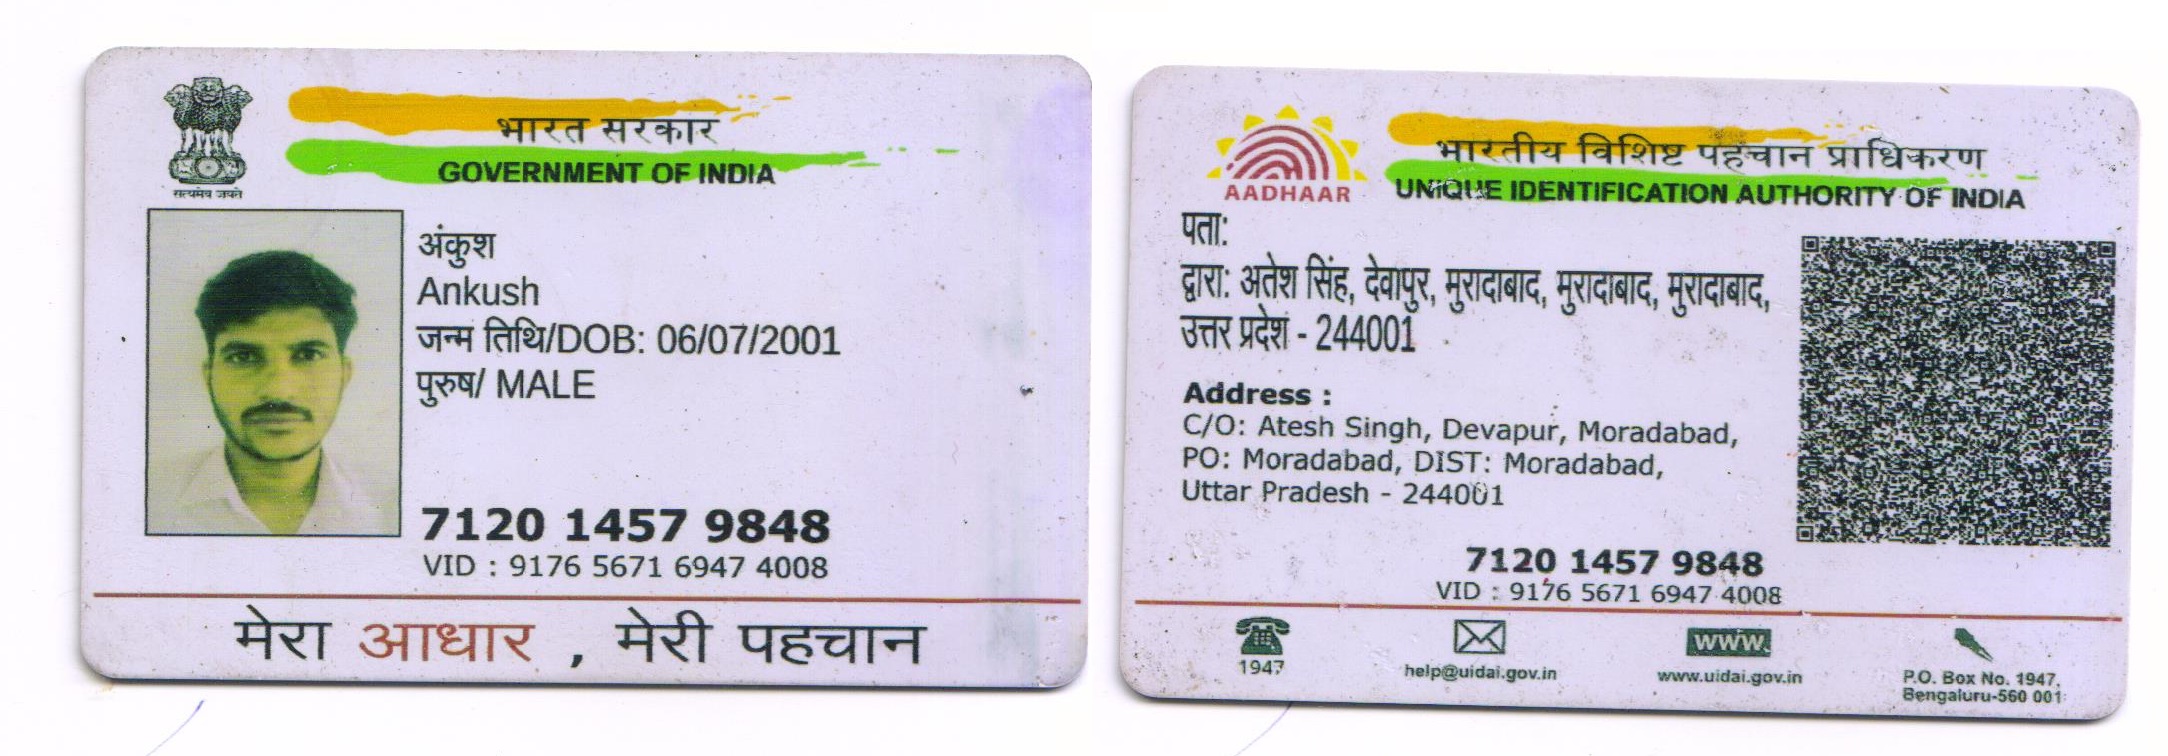 भारत सरकार
GOVERNMENT OF INDIA
सत्यमेव जयते
अंकुश
Ankush
जन्म तिथि/DOB: 06/07/2001
पुरुष/ MALE
7120 1457 9848
VID : 9176 5671 6947 4008
मेरा आधार , मेरी पहचान
भारतीय विशिष्ट पहचान प्राधिकरण
AADHAAR
UNIQUE IDENTIFICATION AUTHORITY OF INDIA
पता:
द्वारा: अतेश सिंह, देवापुर, मुरादाबाद, मुरादाबाद, मुरादाबाद,
उत्तर प्रदेश - 244001
Address :
C/O: Atesh Singh, Devapur, Moradabad,
PO: Moradabad, DIST: Moradabad,
Uttar Pradesh - 244001
7120 1457 9848
VID : 9176 5671 6947 4008
1947
help@uidai.gov.in
www.
www.uidai.gov.in
P.O. Box No. 1947,
Bengaluru-560 001